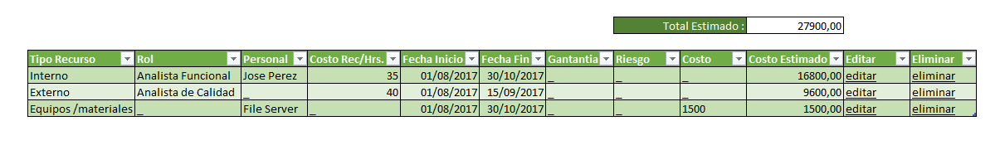 Total Estimado : 27900,00
Tipo Recurso Rol Personal Costo Rec/Hrs. Fecha Inicio Fecha Fin Gantantia Riesgo Costo Costo Estimado Editar Eliminar
Interno Analista Funcional Jose Perez 35 01/08/2017 30/10/2017 _ _ _ 16800,00 editar eliminar
Externo Analista de Calidad _ 40 01/08/2017 15/09/2017 _ _ _ 9600,00 editar eliminar
Equipos /materiales _ File Server _ 01/08/2017 30/10/2017 _ _ 1500 1500,00 editar eliminar